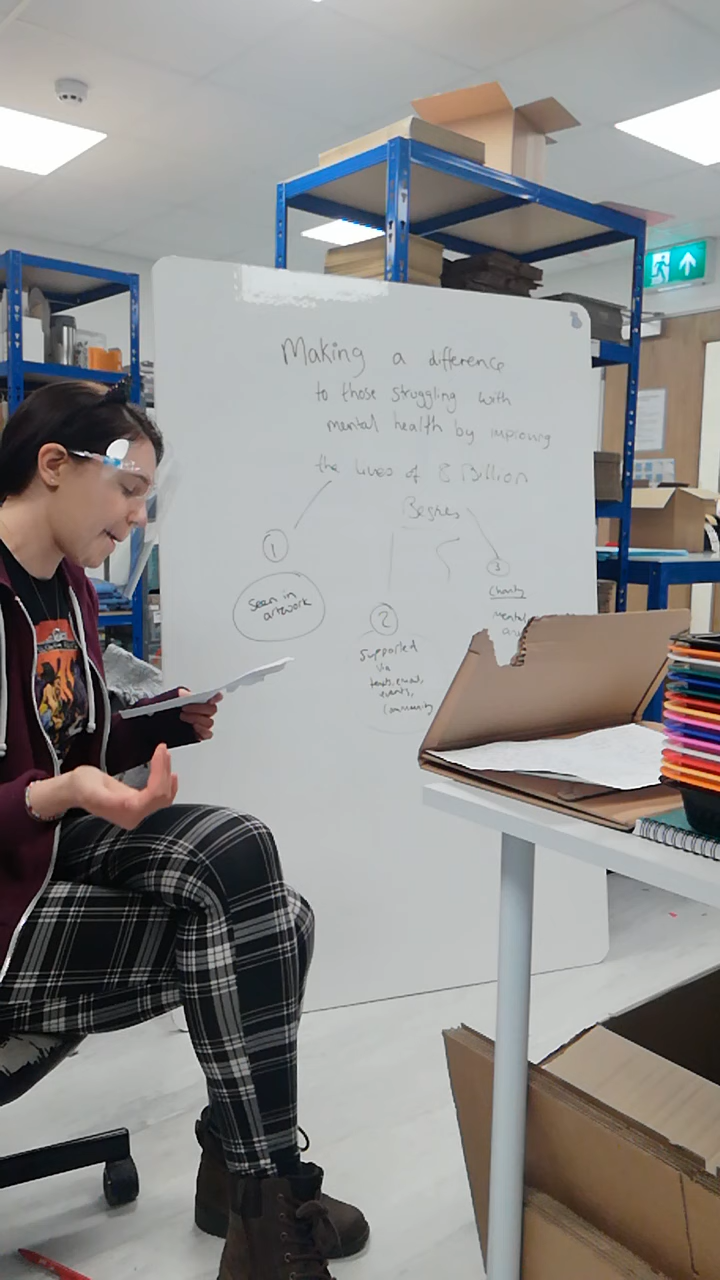 Making a difference
to those struggling with
mental health by improving
the lives of 8 Billion
1
Seen in
artwork
2
Supported
via
events,
community
3
Charity
mental